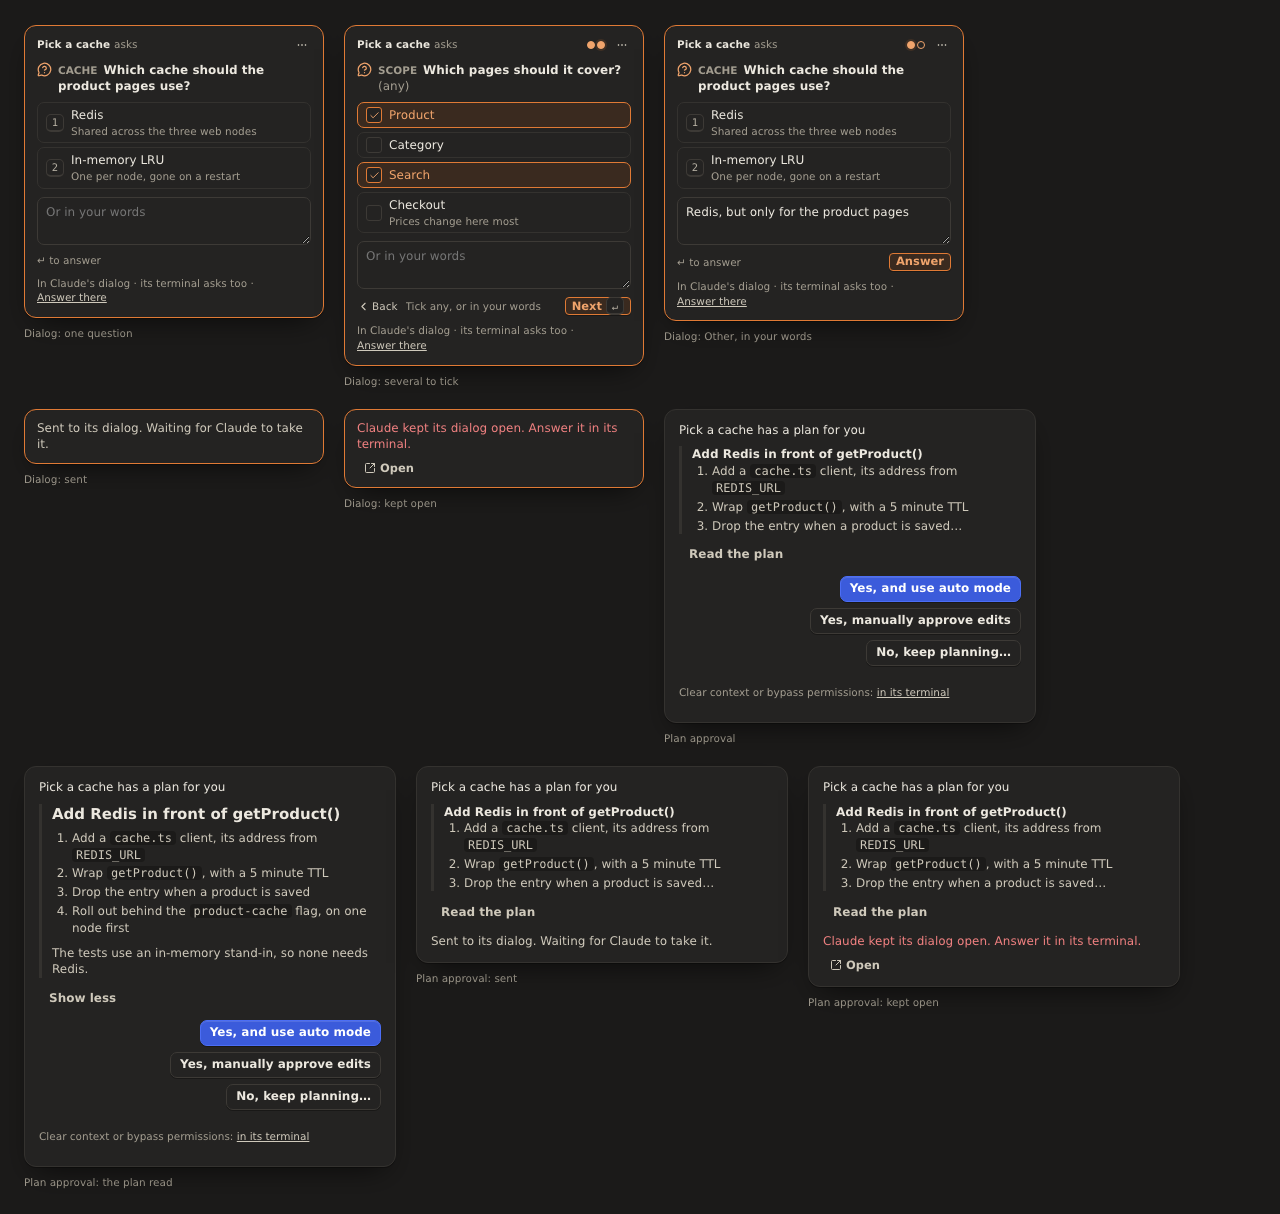 Pick a cache asks
CACHE Which cache should the
product pages use?
1 Redis
Shared across the three web nodes
2 In-memory LRU
One per node, gone on a restart
Or in your words
↵ to answer
In Claude's dialog · its terminal asks too ·
Answer there
Dialog: one question
Pick a cache asks
SCOPE Which pages should it cover?
(any)
Product
Category
Search
Checkout
Prices change here most
Or in your words
Back Tick any, or in your words Next ↵
In Claude's dialog · its terminal asks too ·
Answer there
Dialog: several to tick
Pick a cache asks
CACHE Which cache should the
product pages use?
1 Redis
Shared across the three web nodes
2 In-memory LRU
One per node, gone on a restart
Redis, but only for the product pages
↵ to answer Answer
In Claude's dialog · its terminal asks too ·
Answer there
Dialog: Other, in your words
Sent to its dialog. Waiting for Claude to take
it.
Dialog: sent
Claude kept its dialog open. Answer it in its
terminal.
Open
Dialog: kept open
Pick a cache has a plan for you
Add Redis in front of getProduct()
1. Add a cache.ts client, its address from
REDIS_URL
2. Wrap getProduct(), with a 5 minute TTL
3. Drop the entry when a product is saved…
Read the plan
Yes, and use auto mode
Yes, manually approve edits
No, keep planning…
Clear context or bypass permissions: in its terminal
Plan approval
Pick a cache has a plan for you
Add Redis in front of getProduct()
1. Add a cache.ts client, its address from
REDIS_URL
2. Wrap getProduct(), with a 5 minute TTL
3. Drop the entry when a product is saved
4. Roll out behind the product-cache flag, on one
node first
The tests use an in-memory stand-in, so none needs
Redis.
Show less
Yes, and use auto mode
Yes, manually approve edits
No, keep planning…
Clear context or bypass permissions: in its terminal
Plan approval: the plan read
Pick a cache has a plan for you
Add Redis in front of getProduct()
1. Add a cache.ts client, its address from
REDIS_URL
2. Wrap getProduct(), with a 5 minute TTL
3. Drop the entry when a product is saved…
Read the plan
Sent to its dialog. Waiting for Claude to take it.
Plan approval: sent
Pick a cache has a plan for you
Add Redis in front of getProduct()
1. Add a cache.ts client, its address from
REDIS_URL
2. Wrap getProduct(), with a 5 minute TTL
3. Drop the entry when a product is saved…
Read the plan
Claude kept its dialog open. Answer it in its terminal.
Open
Plan approval: kept open